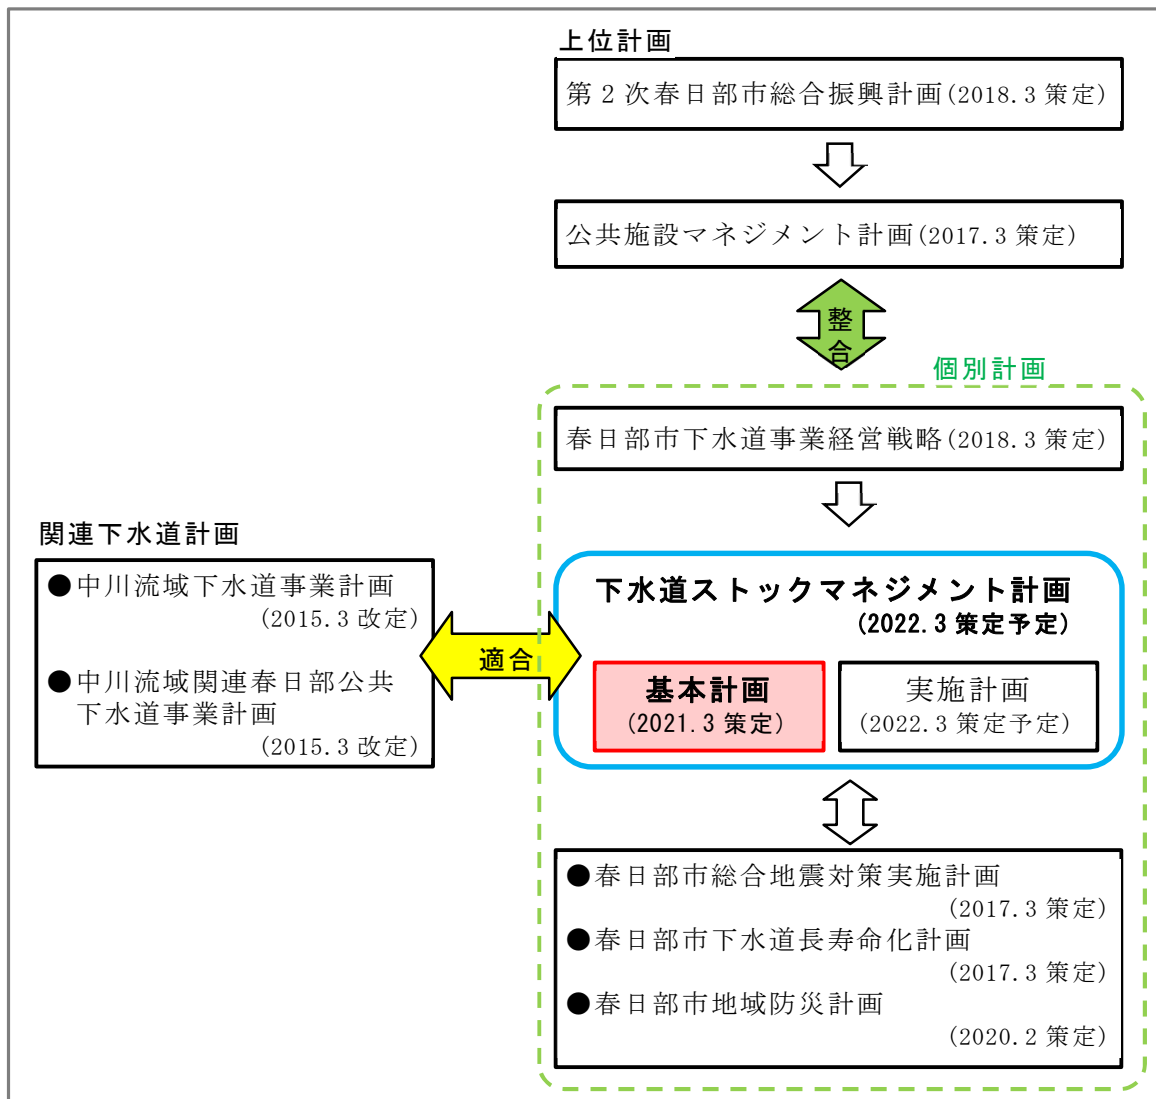 上位計画
第２次春日部市総合振興計画(2018.3 策定)
公共施設マネジメント計画(2017.3 策定)
整
合
個別計画
春日部市下水道事業経営戦略(2018.3 策定)
関連下水道計画
●中川流域下水道事業計画
(2015.3 改定)
●中川流域関連春日部公共
下水道事業計画
(2015.3 改定)
適合
下水道ストックマネジメント計画
(2022.3 策定予定)
基本計画
(2021.3 策定)
実施計画
(2022.3 策定予定)
●春日部市総合地震対策実施計画
(2017.3 策定)
●春日部市下水道長寿命化計画
(2017.3 策定)
●春日部市地域防災計画
(2020.2 策定)